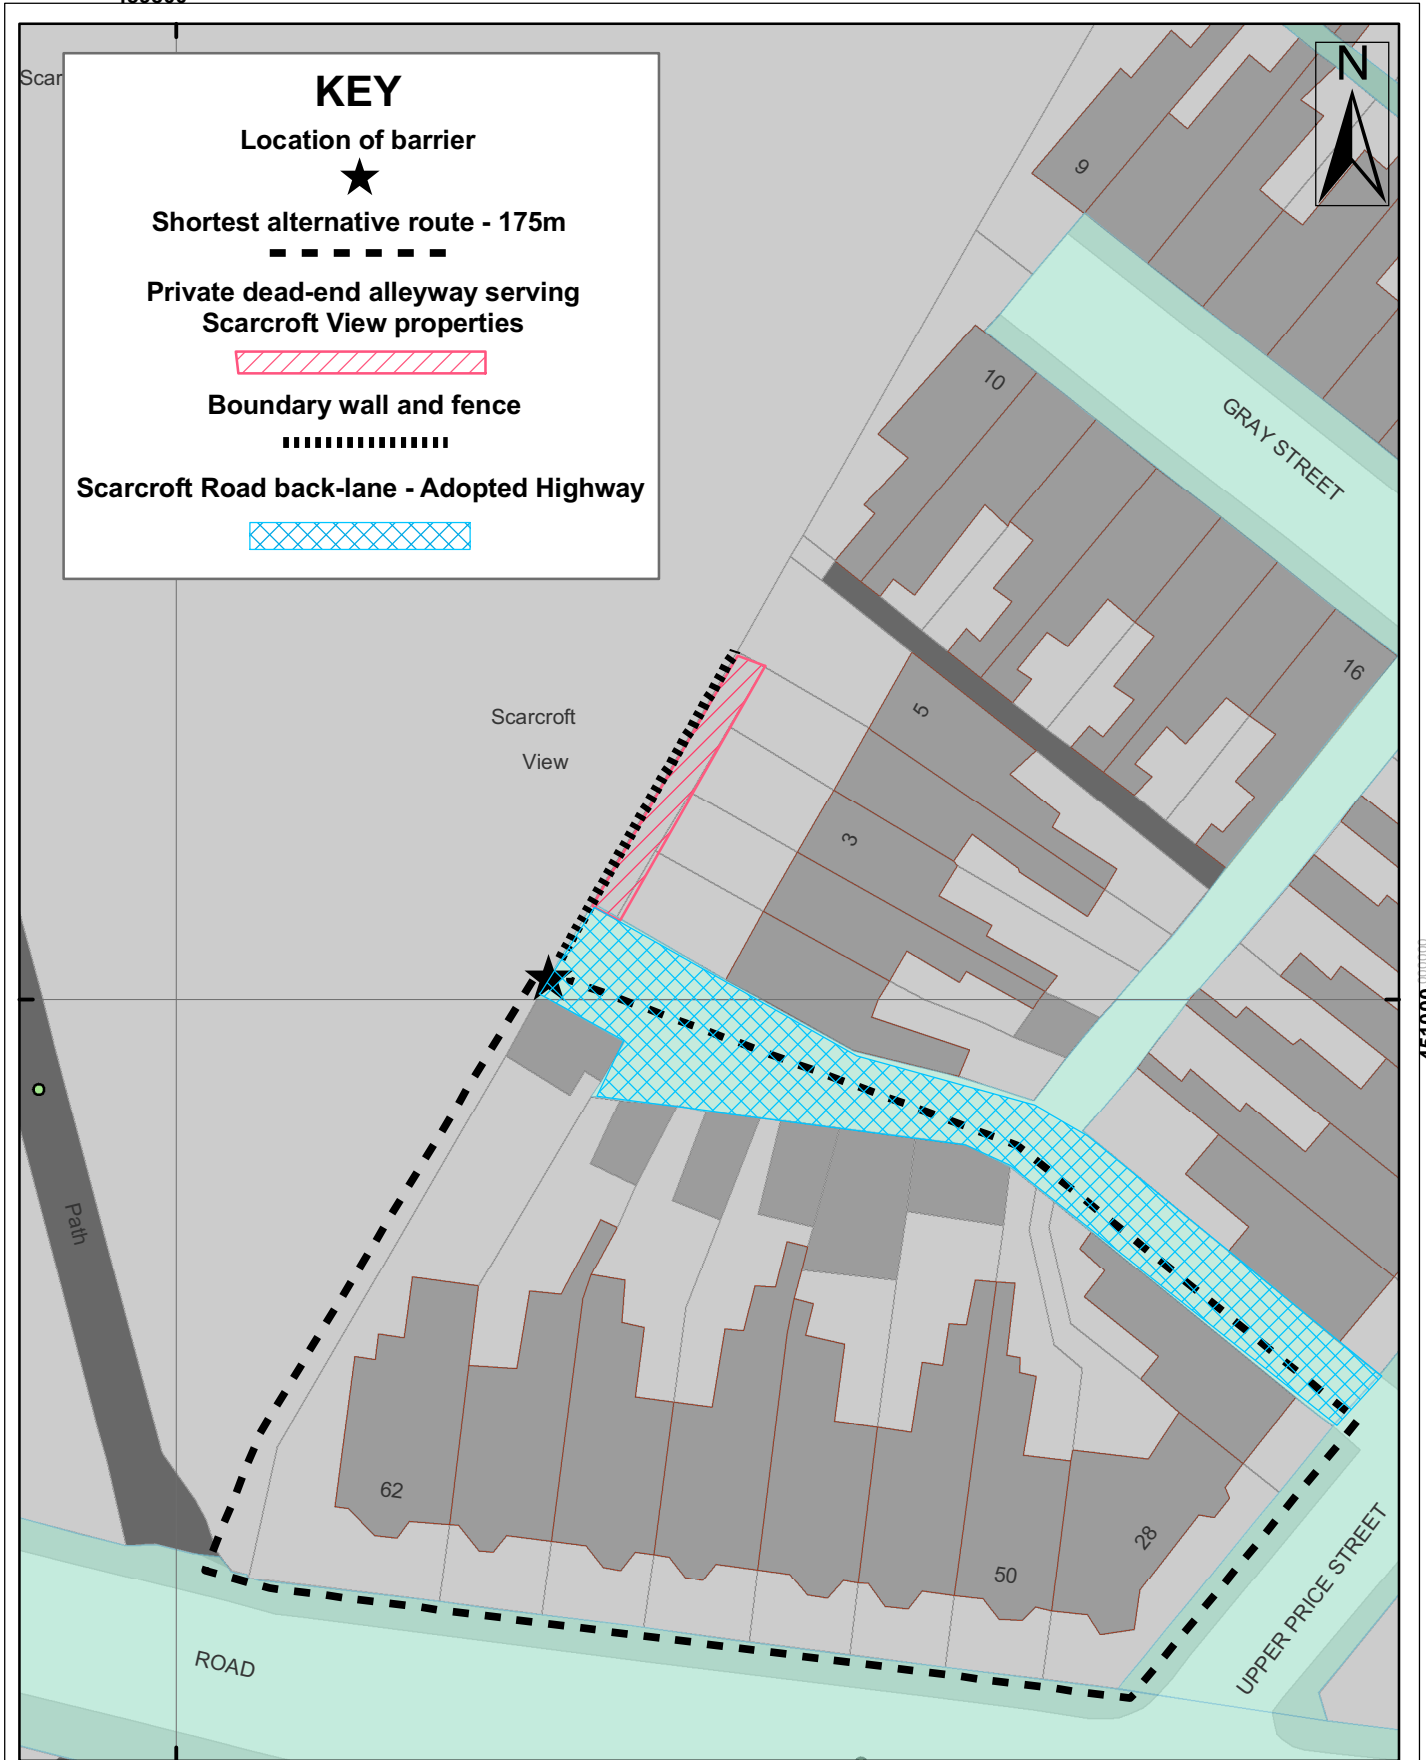 Scar
KEY
Location of barrier
Shortest alternative route - 175m
Private dead-end alleyway serving
Scarcroft View properties
Boundary wall and fence
Scarcroft Road back-lane - Adopted Highway
N
9
10
GRAY STREET
16
5
3
Scarcroft
View
Path
62
50
28
ROAD
UPPER PRICE STREET